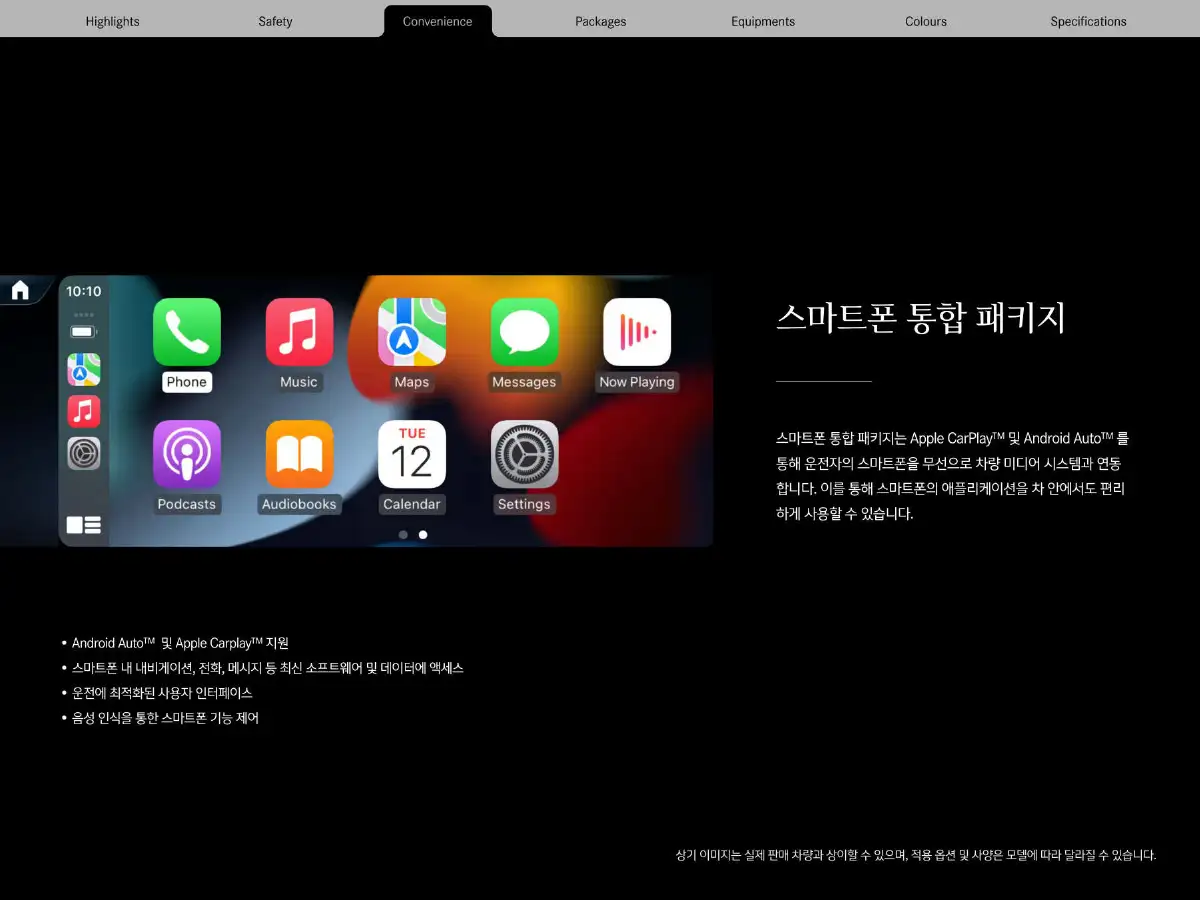 Highlights
Safety
Convenience
Packages
Equipments
Colours
Specifications
10:10
Phone
Music
Maps
Messages
Now Playing
TUE
12
Podcasts
Audiobooks
Calendar
Settings
스마트폰 통합 패키지
스마트폰 통합 패키지는 Apple CarPlay™ 및 Android Auto™ 를
통해 운전자의 스마트폰을 무선으로 차량 미디어 시스템과 연동
합니다. 이를 통해 스마트폰의 애플리케이션을 차 안에서도 편리
하게 사용할 수 있습니다.
• Android Auto™ 및 Apple Carplay™ 지원
• 스마트폰 내 내비게이션, 전화, 메시지 등 최신 소프트웨어 및 데이터에 액세스
• 운전에 최적화된 사용자 인터페이스
• 음성 인식을 통한 스마트폰 기능 제어
상기 이미지는 실제 판매 차량과 상이할 수 있으며, 적용 옵션 및 사양은 모델에 따라 달라질 수 있습니다.